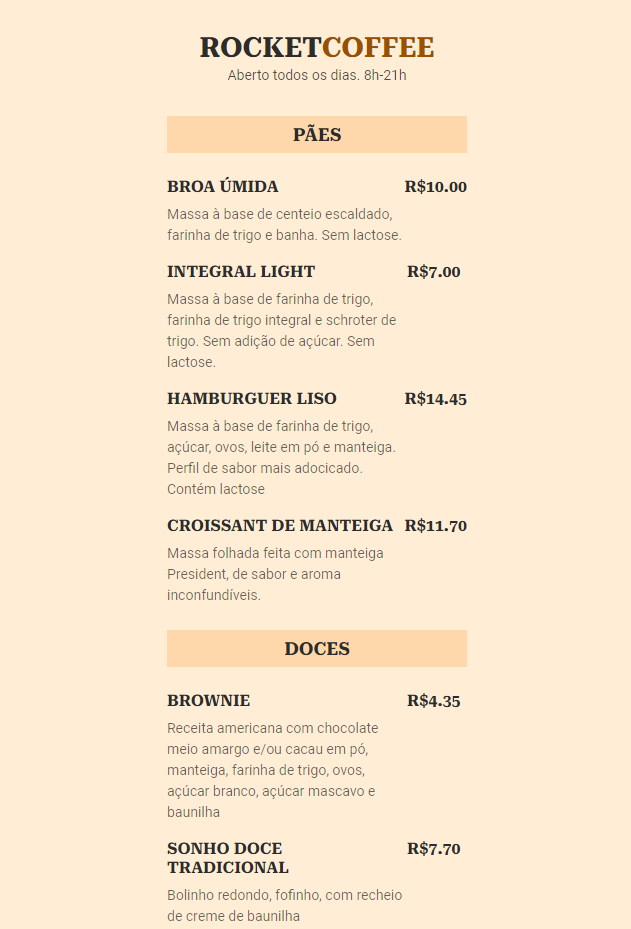 ROCKETCOFFEE
Aberto todos os dias. 8h-21h
PÃES
BROA ÚMIDA R$10.00
Massa à base de centeio escaldado,
farinha de trigo e banha. Sem lactose.
INTEGRAL LIGHT R$7.00
Massa à base de farinha de trigo,
farinha de trigo integral e schroter de
trigo. Sem adição de açúcar. Sem
lactose.
HAMBURGUER LISO R$14.45
Massa à base de farinha de trigo,
açúcar, ovos, leite em pó e manteiga.
Perfil de sabor mais adocicado.
Contém lactose
CROISSANT DE MANTEIGA R$11.70
Massa folhada feita com manteiga
President, de sabor e aroma
inconfundíveis.
DOCES
BROWNIE R$4.35
Receita americana com chocolate
meio amargo e/ou cacau em pó,
manteiga, farinha de trigo, ovos,
açúcar branco, açúcar mascavo e
baunilha
SONHO DOCE R$7.70
TRADICIONAL
Bolinho redondo, fofinho, com recheio
de creme de baunilha